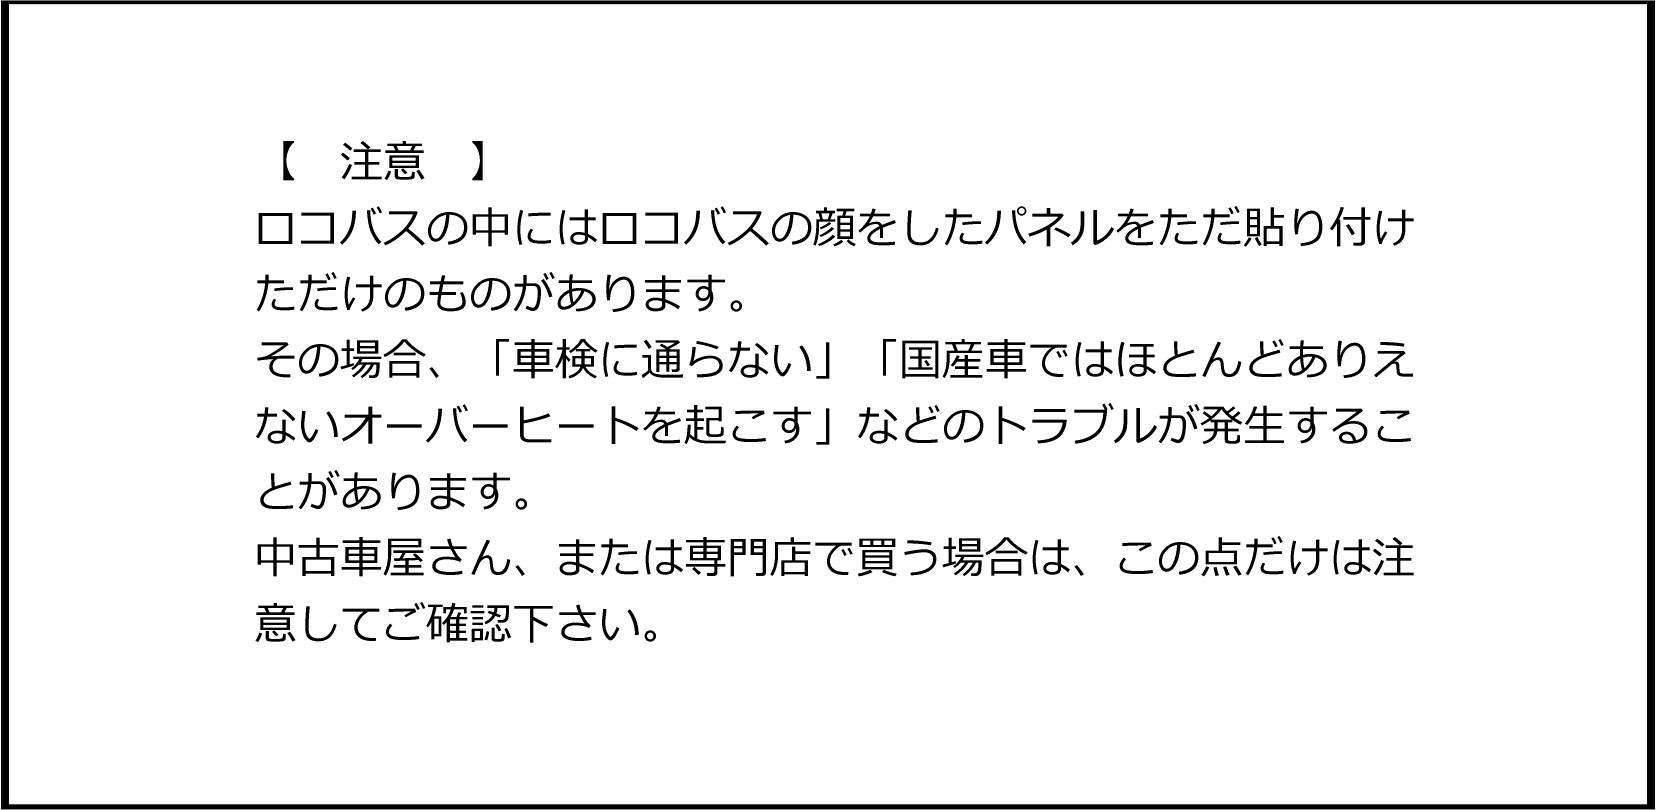 【　注意　】
ロコバスの中にはロコバスの顔をしたパネルをただ貼り付け
ただけのものがあります。
その場合、「車検に通らない」「国産車ではほとんどありえ
ないオーバーヒートを起こす」などのトラブルが発生するこ
とがあります。
中古車屋さん、または専門店で買う場合は、この点だけは注
意してご確認下さい。